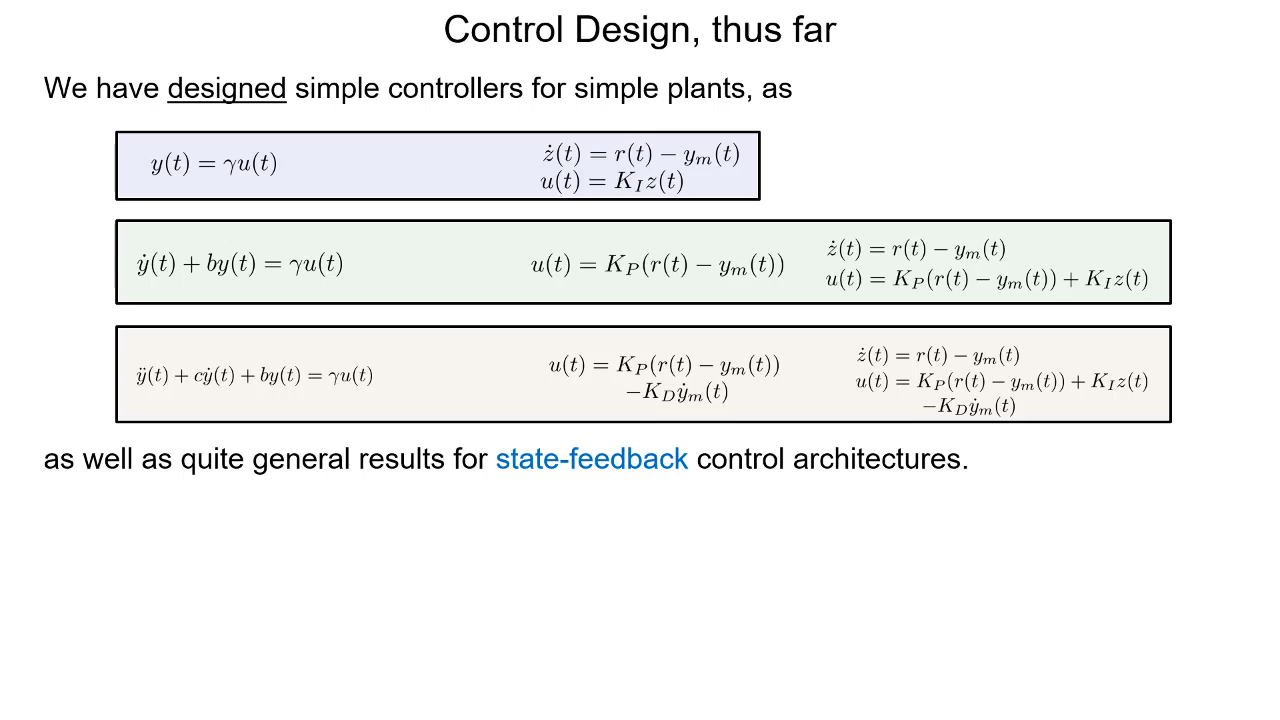 Control Design, thus far
We have designed simple controllers for simple plants, as
y(t) = γu(t)
ż(t) = r(t) − y_m(t)
u(t) = K_I z(t)
ẏ(t) + by(t) = γu(t)
u(t) = K_P(r(t) − y_m(t))
ż(t) = r(t) − y_m(t)
u(t) = K_P(r(t) − y_m(t)) + K_I z(t)
ÿ(t) + cẏ(t) + by(t) = γu(t)
u(t) = K_P(r(t) − y_m(t))
−K_D ẏ_m(t)
ż(t) = r(t) − y_m(t)
u(t) = K_P(r(t) − y_m(t)) + K_I z(t)
−K_D ẏ_m(t)
as well as quite general results for state-feedback control architectures.